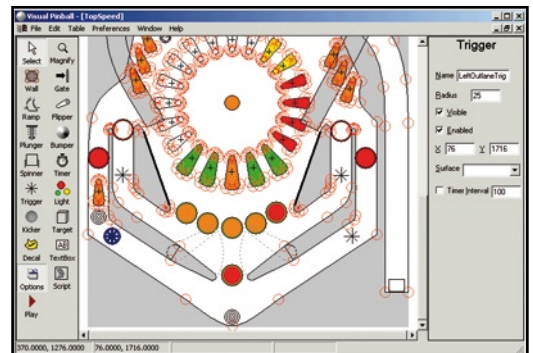 Visual Pinball - [TopSpeed]
File Edit Table Preferences Window Help
Select Magnify
Wall Gate
Ramp Flipper
Plunger Bumper
Spinner Timer
Trigger Light
Kicker Target
Decal TextBox
Options Script
Play
Trigger
Name LeftOutlaneTrig
Radius 25
Visible
Enabled
X 76 Y 1716
Surface
Timer Interval 100
370.0000, 1276.0000 76.0000, 1716.0000